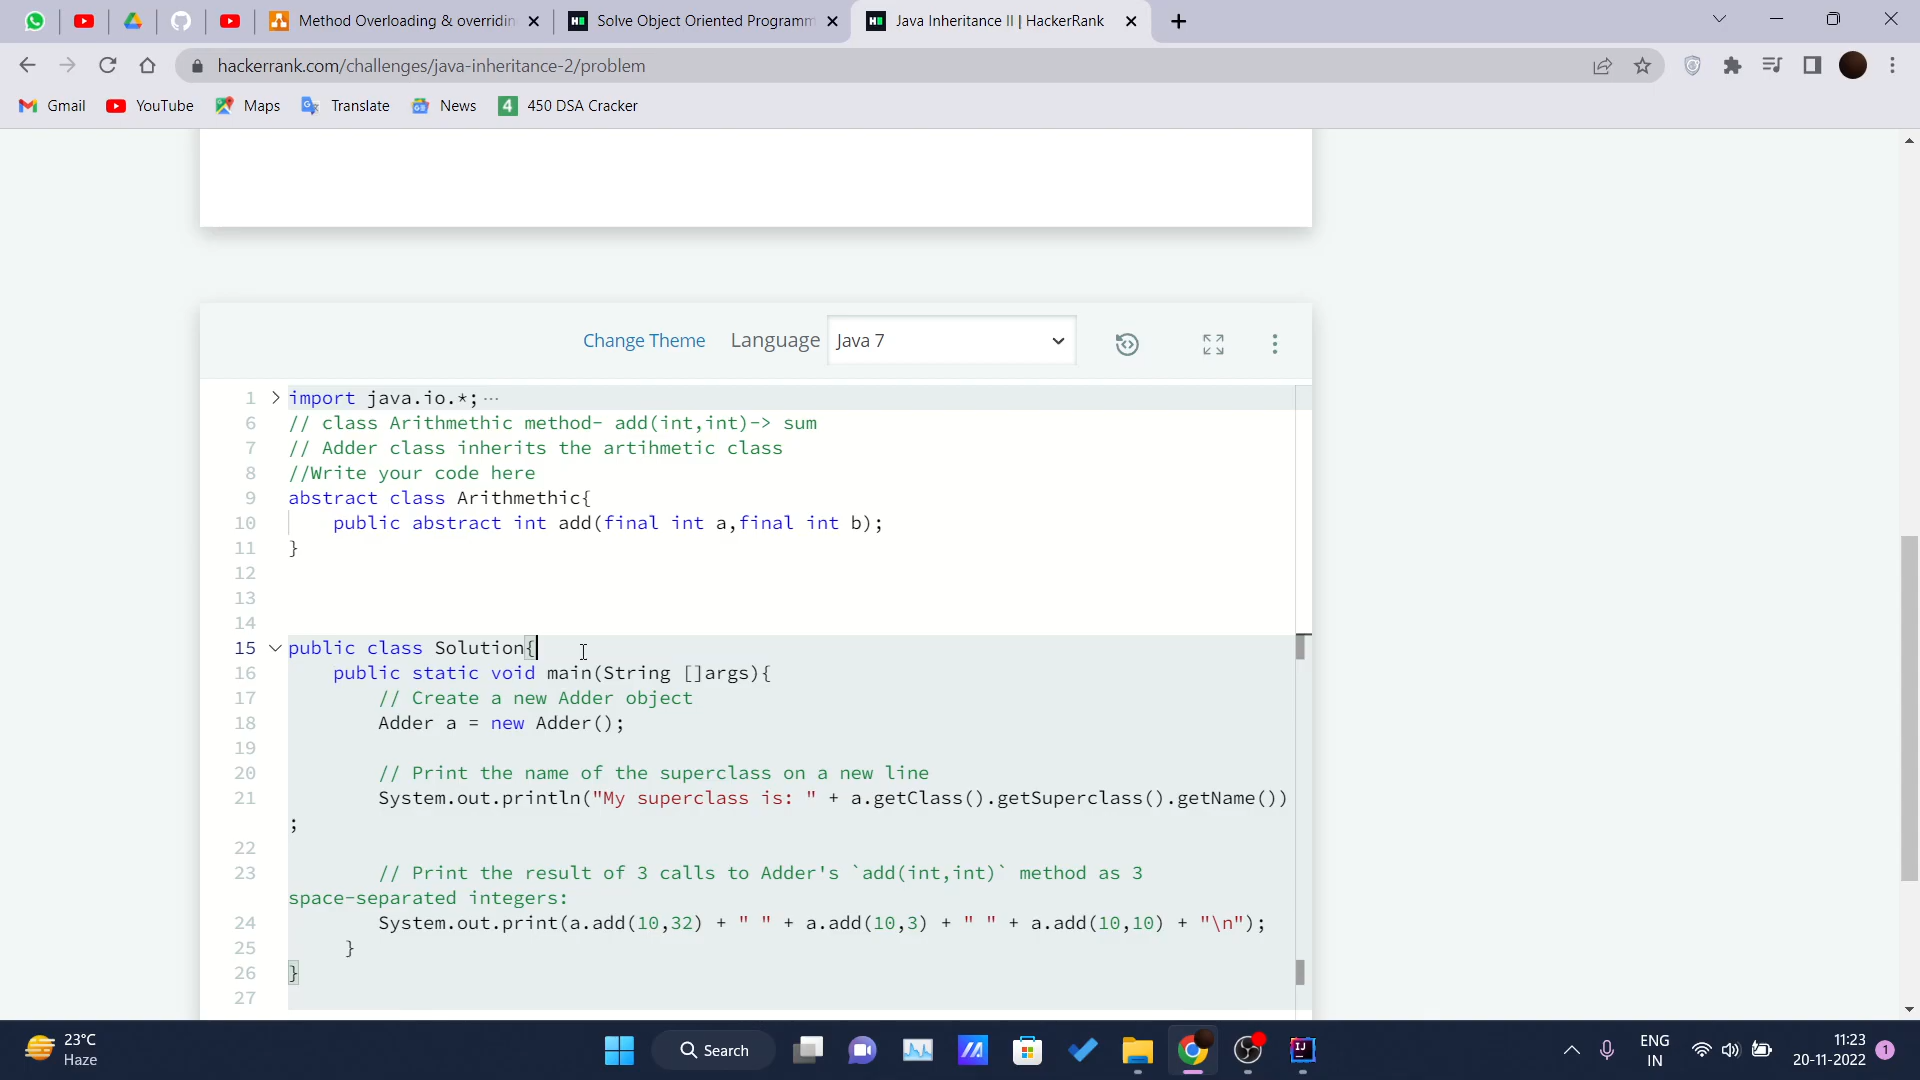 Method Overloading & overridin
Solve Object Oriented Programm
Java Inheritance II | HackerRank
hackerrank.com/challenges/java-inheritance-2/problem
Gmail
YouTube
Maps
Translate
News
4
450 DSA Cracker
Change Theme
Language
Java 7
1 import java.io.*;
6 // class Arithmethic method- add(int,int)-> sum
7 // Adder class inherits the artihmetic class
8 //Write your code here
9 abstract class Arithmethic{
10 public abstract int add(final int a,final int b);
11 }
12
13
14
15 public class Solution{
16 public static void main(String []args){
17 // Create a new Adder object
18 Adder a = new Adder();
19
20 // Print the name of the superclass on a new line
21 System.out.println("My superclass is: " + a.getClass().getSuperclass().getName())
;
22
23 // Print the result of 3 calls to Adder's `add(int,int)` method as 3
space-separated integers:
24 System.out.print(a.add(10,32) + " " + a.add(10,3) + " " + a.add(10,10) + "\n");
25 }
26 }
27
23°C
Haze
Search
ENG
IN
11:23
20-11-2022
1